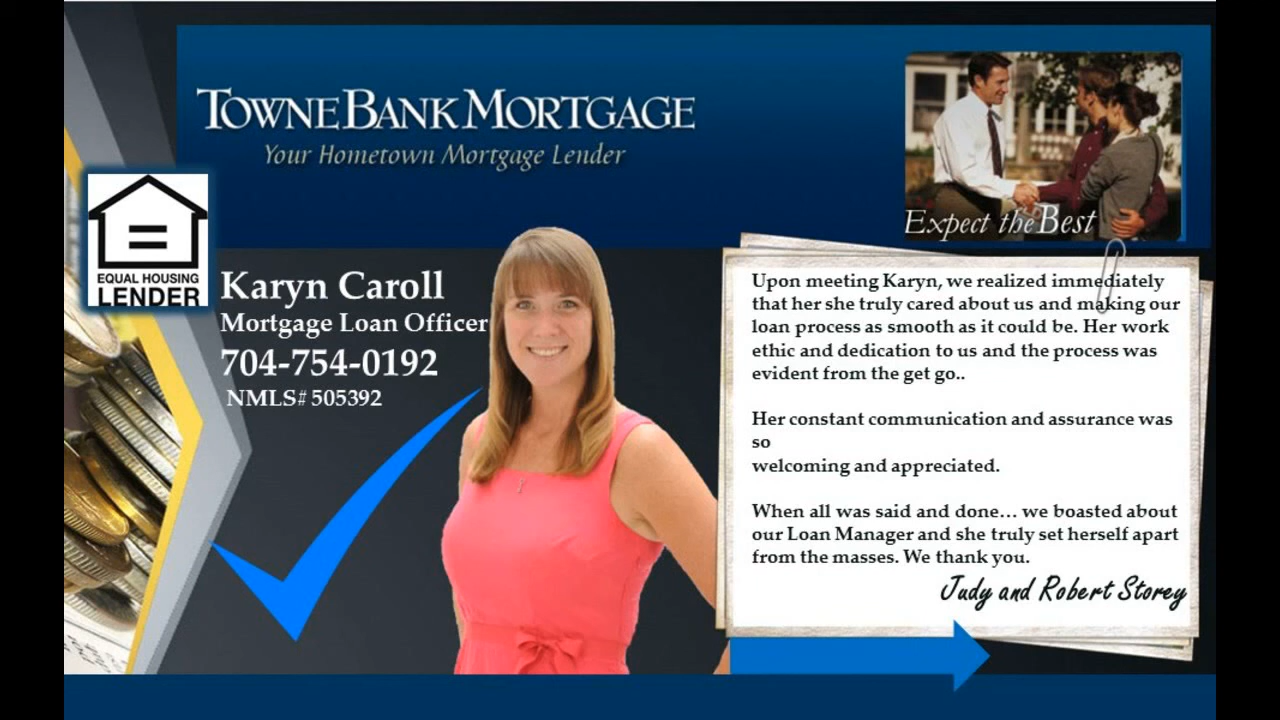 TOWNEBANK MORTGAGE
Your Hometown Mortgage Lender
Expect the Best
EQUAL HOUSING
LENDER
Karyn Caroll
Mortgage Loan Officer
704-754-0192
NMLS# 505392
Upon meeting Karyn, we realized immediately
that her she truly cared about us and making our
loan process as smooth as it could be. Her work
ethic and dedication to us and the process was
evident from the get go..
Her constant communication and assurance was
so
welcoming and appreciated.
When all was said and done… we boasted about
our Loan Manager and she truly set herself apart
from the masses. We thank you.
Judy and Robert Storey